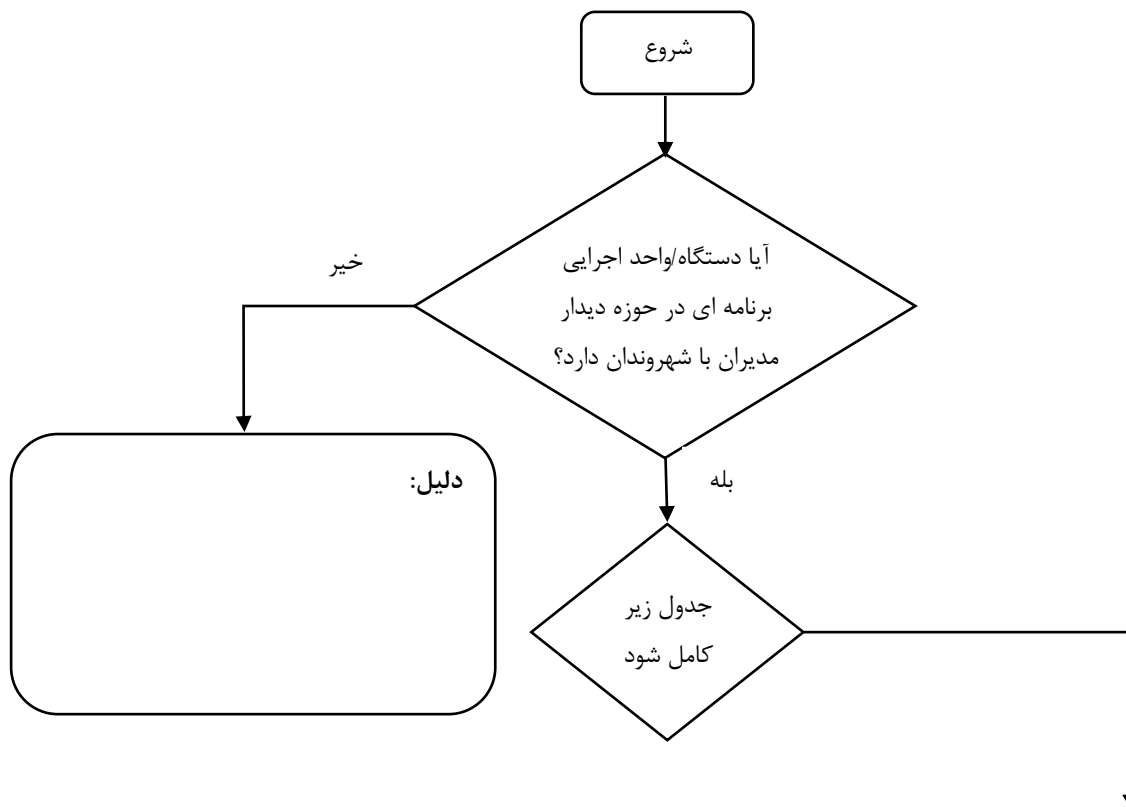 شروع
آیا دستگاه/واحد اجرایی
برنامه ای در حوزه دیدار
مدیران با شهروندان دارد؟
خیر
بله
دلیل:
جدول زیر
کامل شود